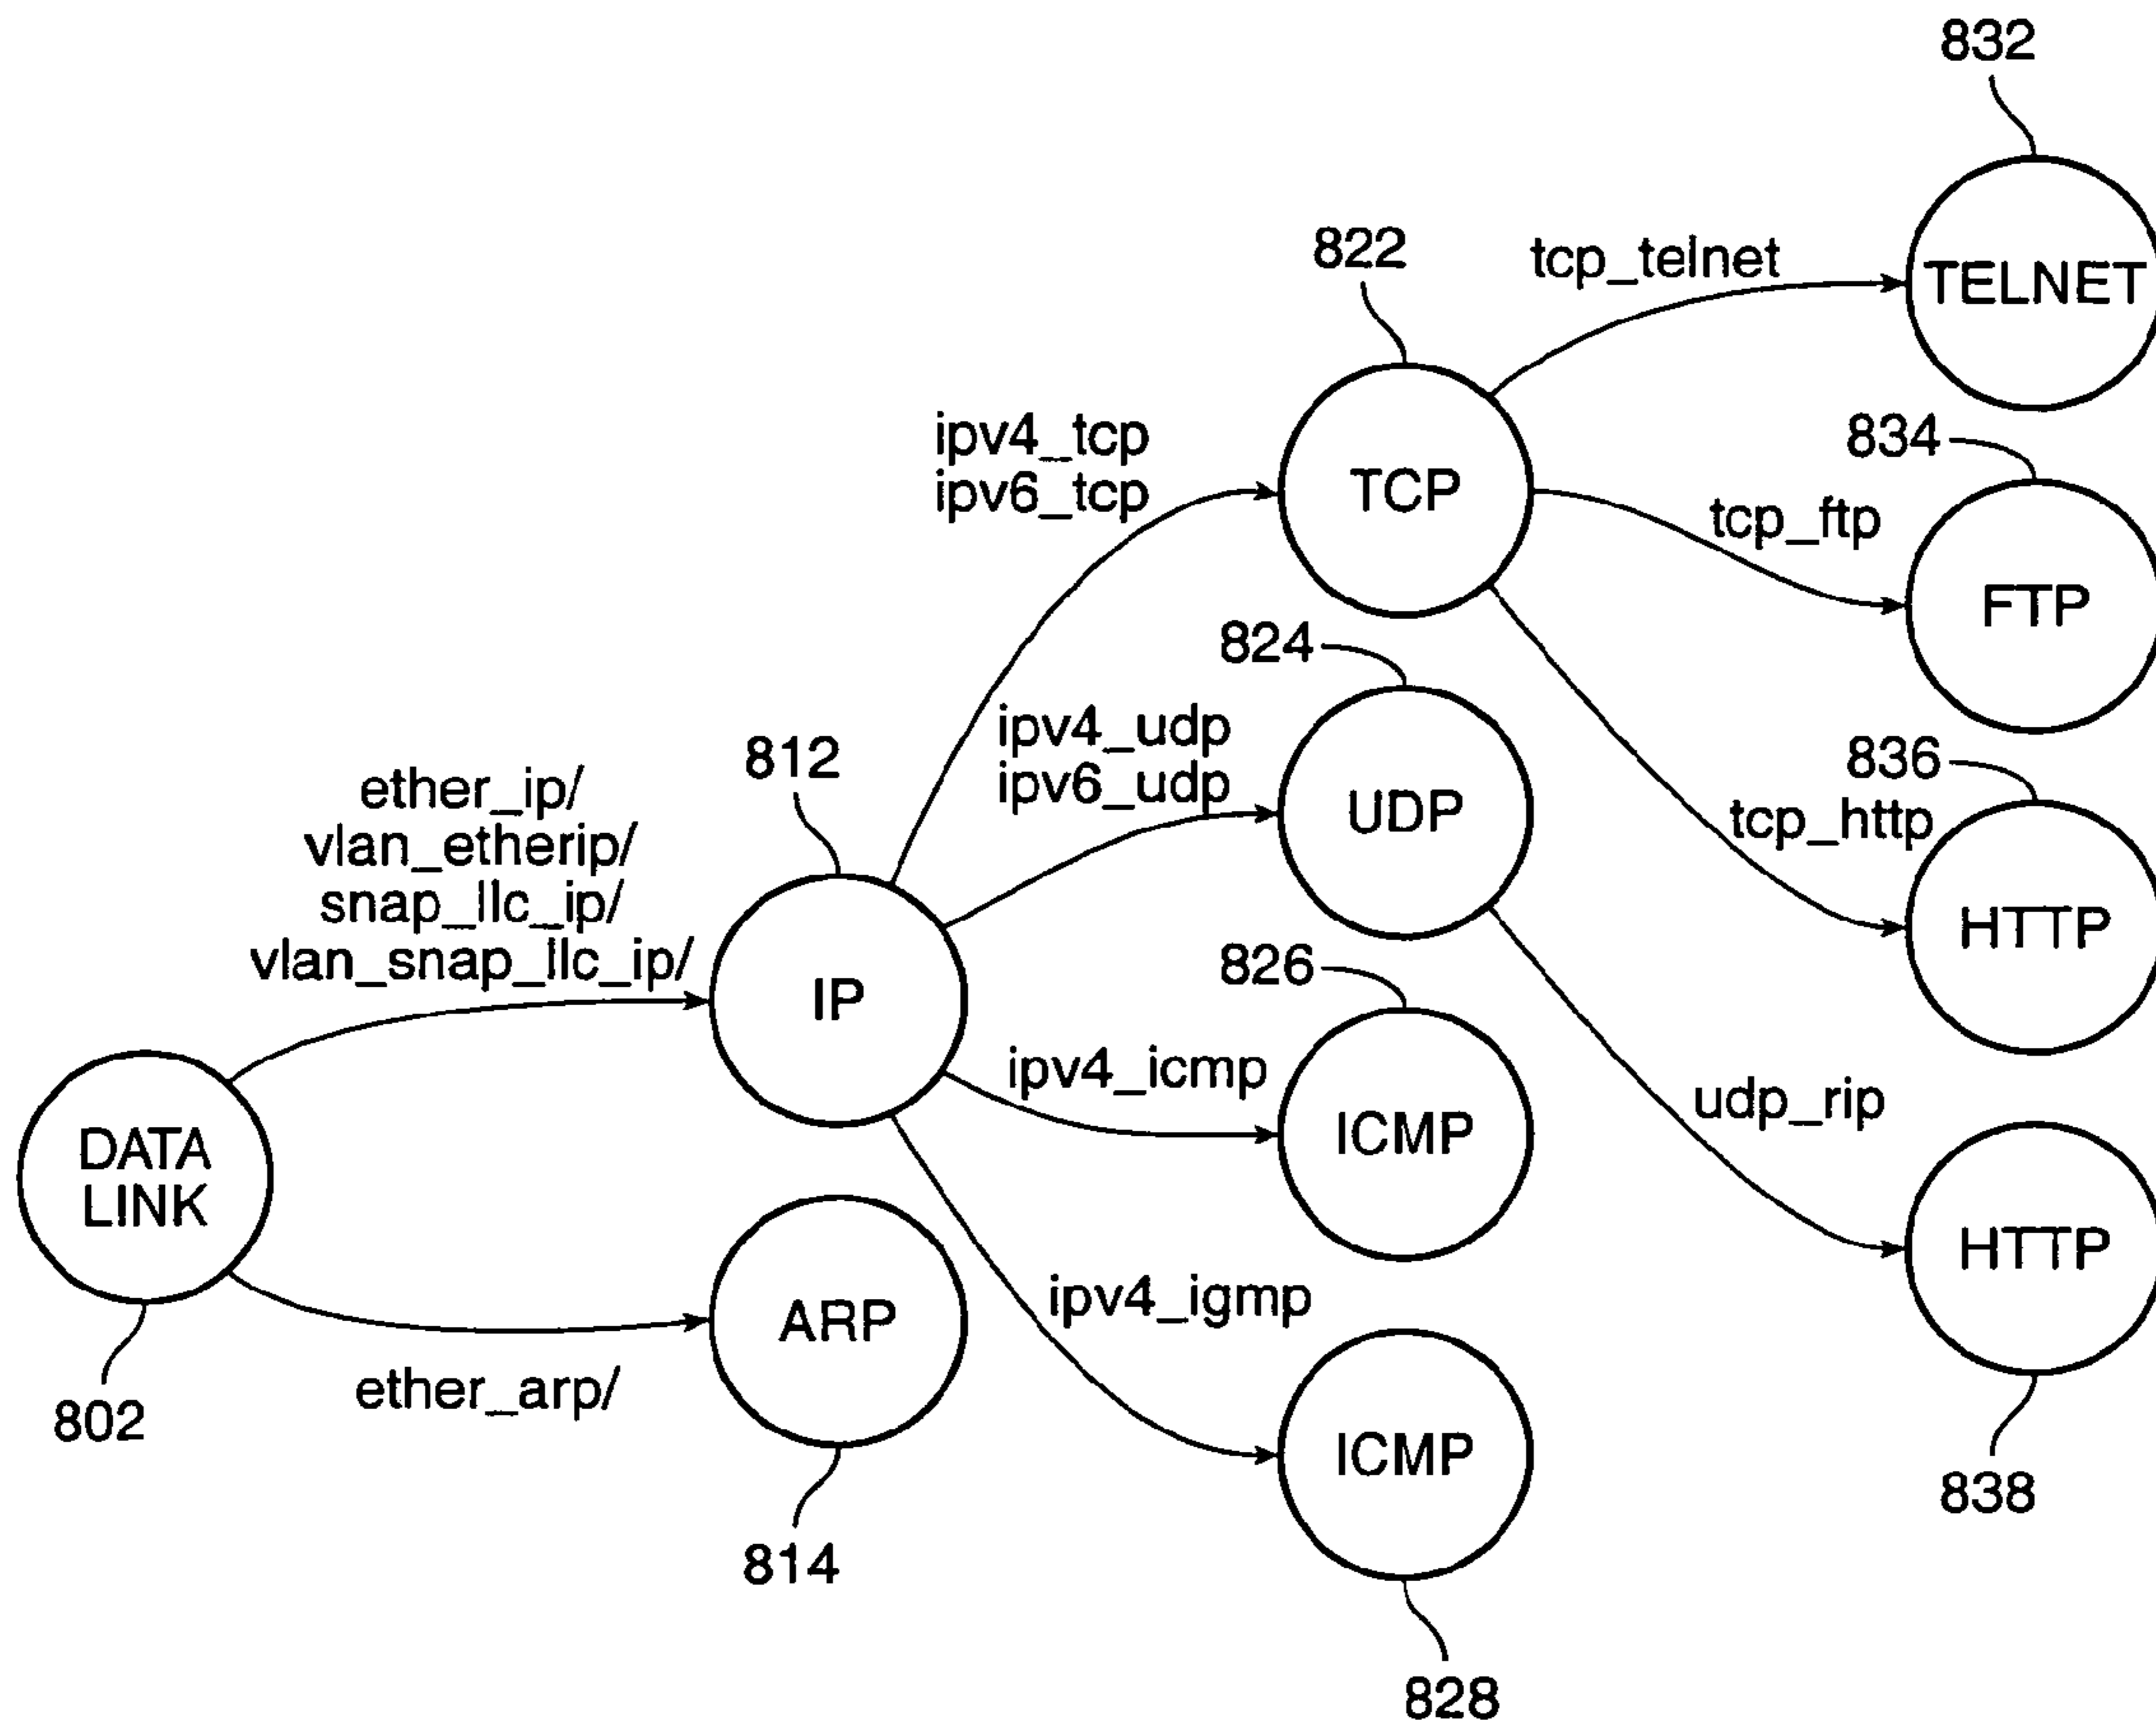 832
822
tcp_telnet
TELNET
834
ipv4_tcp
ipv6_tcp
TCP
tcp_ftp
FTP
824
812
ipv4_udp
ipv6_udp
UDP
836
tcp_http
ether_ip/
vlan_etherip/
snap_llc_ip/
vlan_snap_llc_ip/
IP
826
HTTP
ipv4_icmp
ICMP
udp_rip
DATA
LINK
HTTP
ARP
ipv4_igmp
ether_arp/
802
ICMP
838
814
828